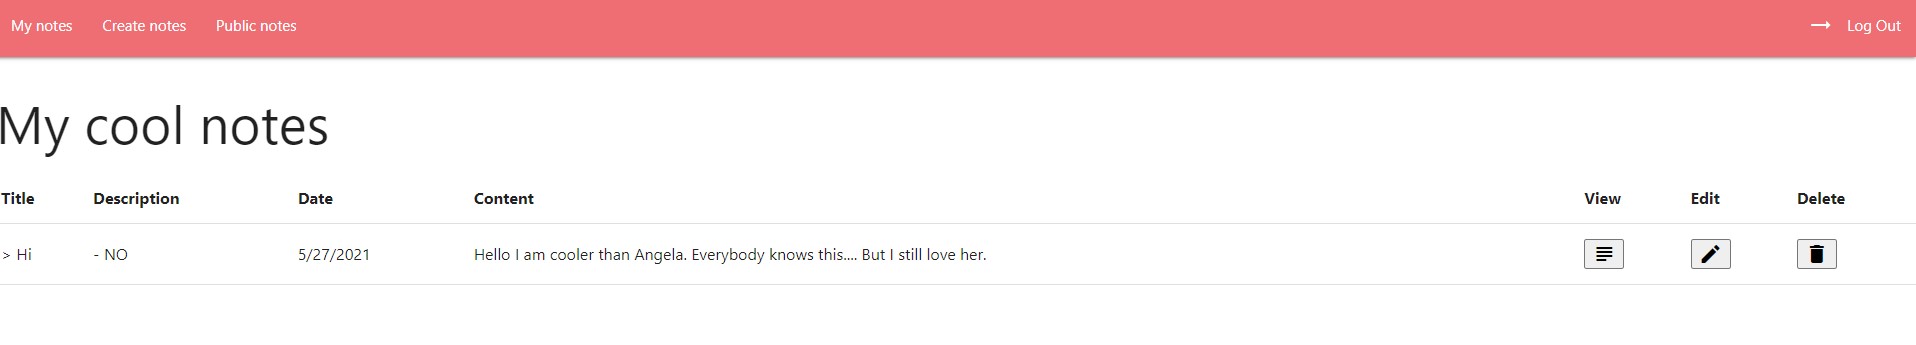 My notes Create notes Public notes Log Out
My cool notes
Title Description Date Content View Edit Delete
> Hi - NO 5/27/2021 Hello I am cooler than Angela. Everybody knows this.... But I still love her.